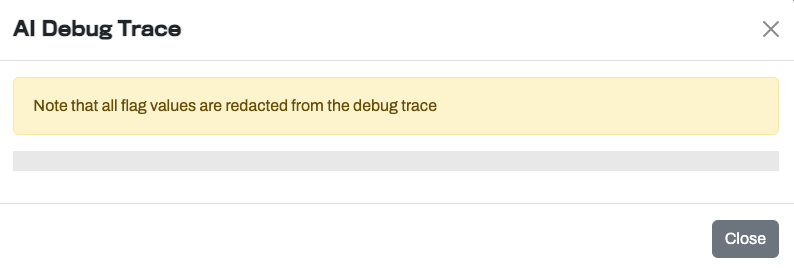 AI Debug Trace
Note that all flag values are redacted from the debug trace
Close